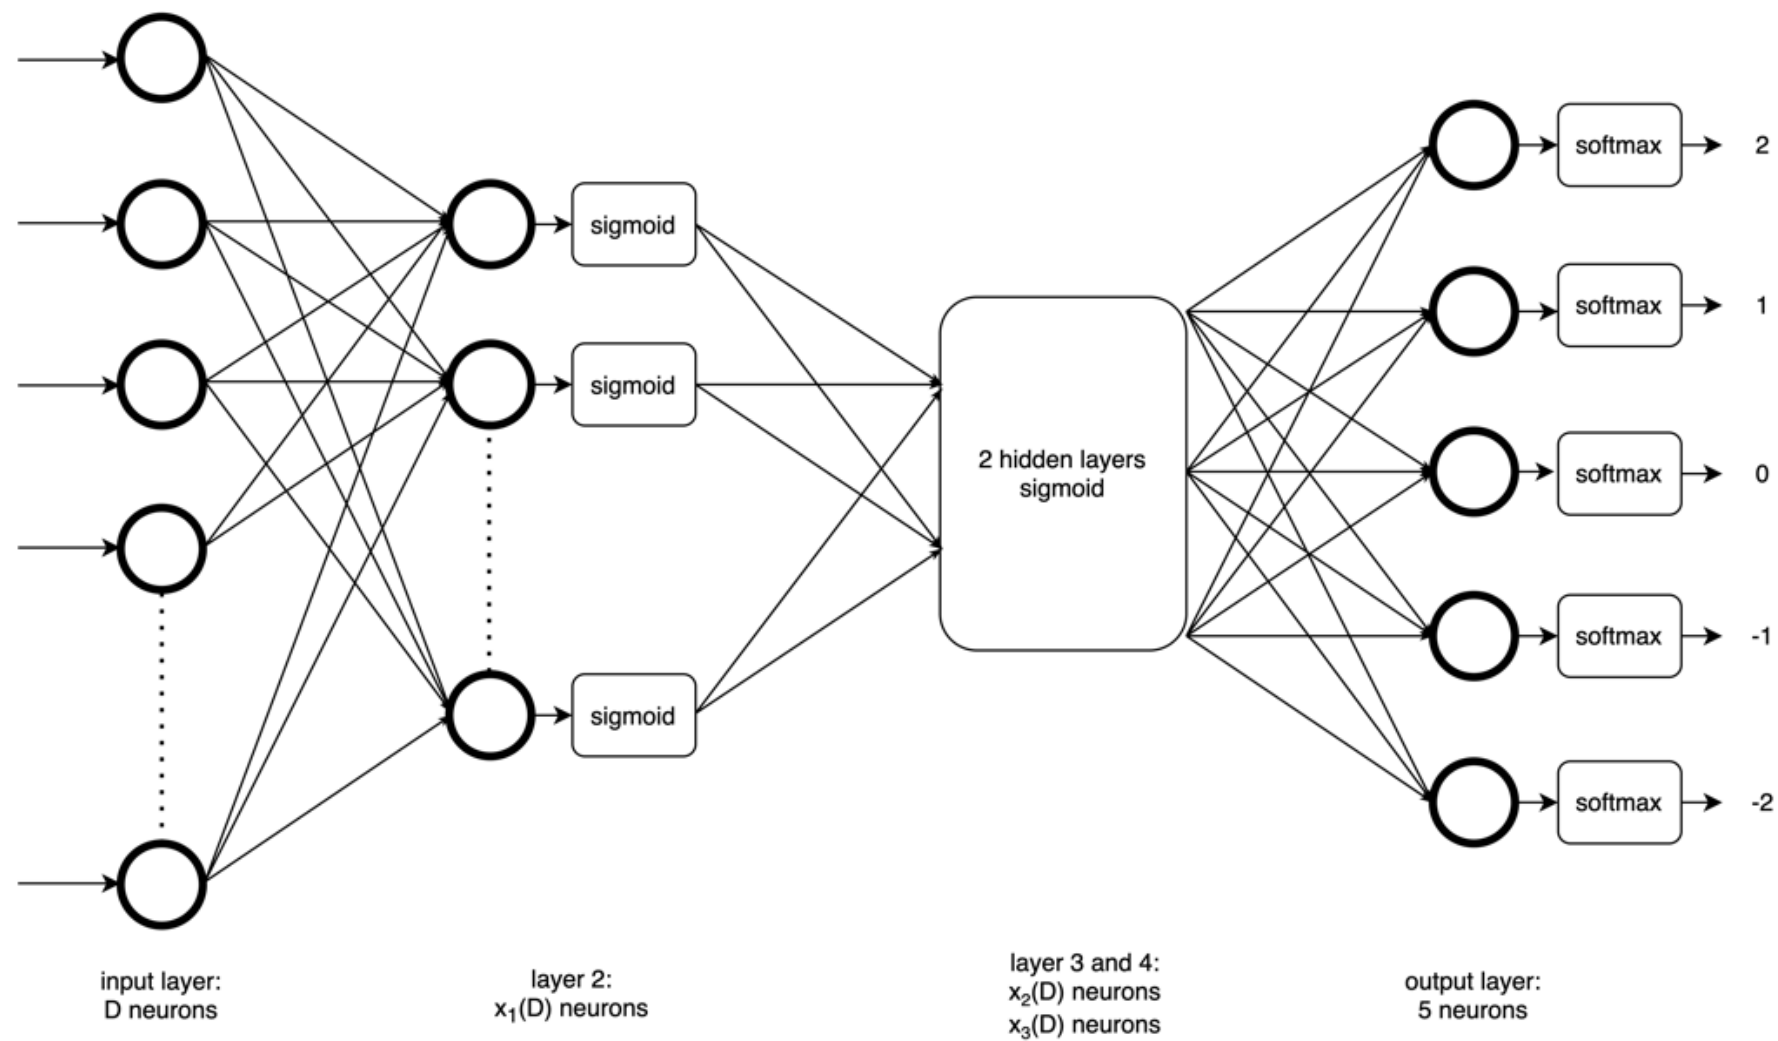 sigmoid
sigmoid
sigmoid
2 hidden layers
sigmoid
softmax 2
softmax 1
softmax 0
softmax -1
softmax -2
input layer:
D neurons
layer 2:
x₁(D) neurons
layer 3 and 4:
x₂(D) neurons
x₃(D) neurons
output layer:
5 neurons